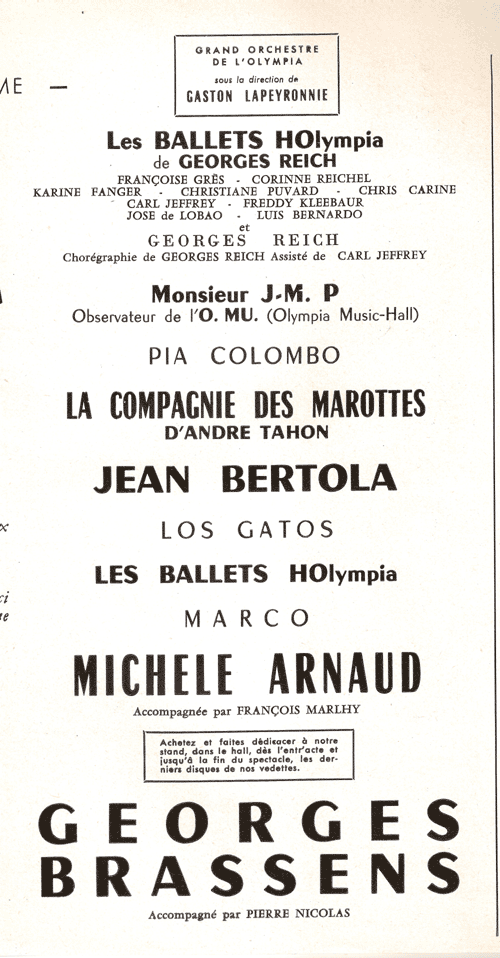 ME —
GRAND ORCHESTRE
DE L'OLYMPIA
sous la direction de
GASTON LAPEYRONNIE
Les BALLETS HOlympia
de GEORGES REICH
FRANÇOISE GRÈS - CORINNE REICHEL
KARINE FANGER - CHRISTIANE PUVARD - CHRIS CARINE
CARL JEFFREY - FREDDY KLEEBAUR
JOSE de LOBAO - LUIS BERNARDO
et
GEORGES REICH
Chorégraphie de GEORGES REICH Assisté de CARL JEFFREY
Monsieur J.-M. P
Observateur de l'O. MU. (Olympia Music-Hall)
PIA COLOMBO
LA COMPAGNIE DES MAROTTES
D'ANDRE TAHON
JEAN BERTOLA
LOS GATOS
LES BALLETS HOlympia
MARCO
MICHELE ARNAUD
Accompagnée par FRANÇOIS MARLHY
Achetez et faites dédicacer à notre
stand, dans le hall, dès l'entr'acte et
jusqu'à la fin du spectacle, les der-
niers disques de nos vedettes.
GEORGES
BRASSENS
Accompagné par PIERRE NICOLAS